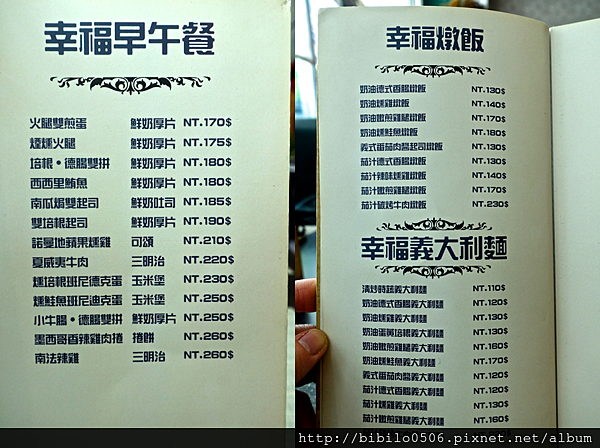 幸福早午餐
火腿雙煎蛋 鮮奶厚片 NT.170$
煙燻火腿 鮮奶厚片 NT.175$
培根•德腸雙拼 鮮奶厚片 NT.180$
西西里鮪魚 鮮奶厚片 NT.180$
南瓜焗雙起司 鮮奶吐司 NT.185$
雙培根起司 鮮奶厚片 NT.190$
諾曼地蘋果燻雞 可頌 NT.210$
夏威夷牛肉 三明治 NT.220$
燻培根班尼德克蛋 玉米堡 NT.230$
燻鮭魚班尼迪克蛋 玉米堡 NT.250$
小牛腸•德腸雙拼 鮮奶厚片 NT.250$
墨西哥香辣雞肉捲 捲餅 NT.260$
南法辣雞 三明治 NT.260$
幸福燉飯
奶油德式香腸燉飯 NT.130$
奶油燻雞燉飯 NT.140$
奶油嫩煎雞腿燉飯 NT.170$
奶油燻鮭魚燉飯 NT.180$
義式番茄肉醬起司燉飯 NT.130$
茄汁德式香腸燉飯 NT.130$
茄汁辣味燻雞燉飯 NT.140$
茄汁嫩煎雞腿燉飯 NT.170$
茄汁碳烤牛肉燉飯 NT.230$
幸福義大利麵
清炒時蔬義大利麵 NT.110$
奶油德式香腸義大利麵 NT.120$
奶油燻雞義大利麵 NT.130$
奶油蛋黃培根義大利麵 NT.130$
奶油嫩煎雞腿義大利麵 NT.160$
奶油燻鮭魚義大利麵 NT.170$
義式番茄肉醬義大利麵 NT.120$
茄汁德式香腸義大利麵 NT.120$
茄汁燻雞義大利麵 NT.130$
茄汁嫩煎雞腿義大利麵 NT.160$
http://bibilo0506.pixnet.net/album